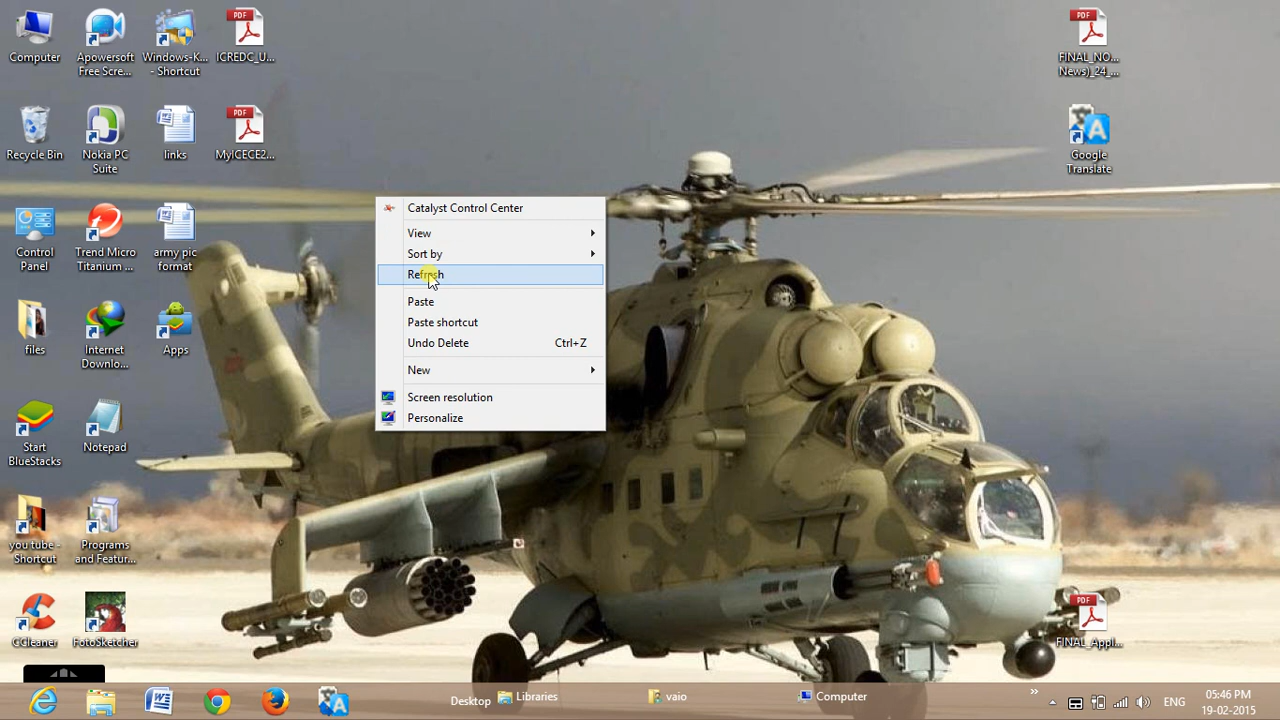 Computer
Apowersoft
Free Scre...
Windows-K...
- Shortcut
ICREDC_U...
FINAL_NO...
News)_24_...
Recycle Bin
Nokia PC
Suite
links
MyICECE2...
Google
Translate
Control
Panel
Trend Micro
Titanium ...
army pic
format
files
Internet
Downlo...
Apps
Start
BlueStacks
Notepad
you tube -
Shortcut
Programs
and Featur...
CCleaner
FotoSketcher
FINAL_Appl...
Catalyst Control Center
View
Sort by
Refresh
Paste
Paste shortcut
Undo Delete Ctrl+Z
New
Screen resolution
Personalize
Desktop
Libraries
vaio
Computer
ENG
05:46 PM
19-02-2015